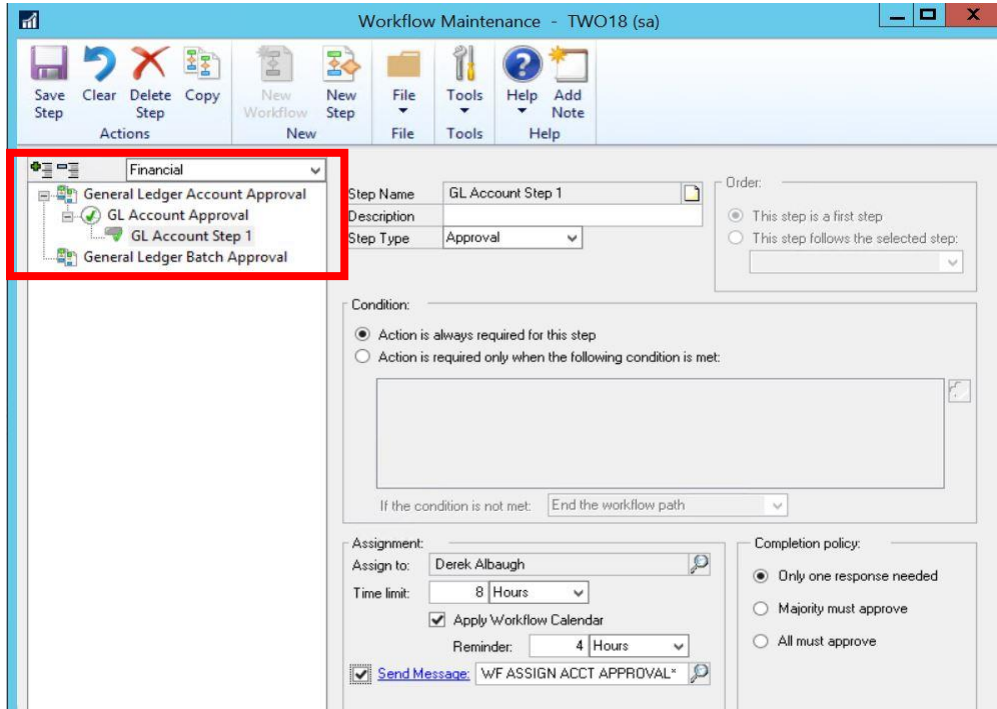 Workflow Maintenance - TWO18 (sa)
Save Step
Clear
Delete Step
Copy
New Workflow
New Step
File
Tools
Help
Add Note
Actions
New
File
Tools
Help
Financial
General Ledger Account Approval
GL Account Approval
GL Account Step 1
General Ledger Batch Approval
Step Name GL Account Step 1
Description
Step Type Approval
Order:
This step is a first step
This step follows the selected step:
Condition:
Action is always required for this step
Action is required only when the following condition is met:
If the condition is not met: End the workflow path
Assignment:
Assign to: Derek Albaugh
Time limit: 8 Hours
Apply Workflow Calendar
Reminder: 4 Hours
Send Message: WF ASSIGN ACCT APPROVAL*
Completion policy:
Only one response needed
Majority must approve
All must approve